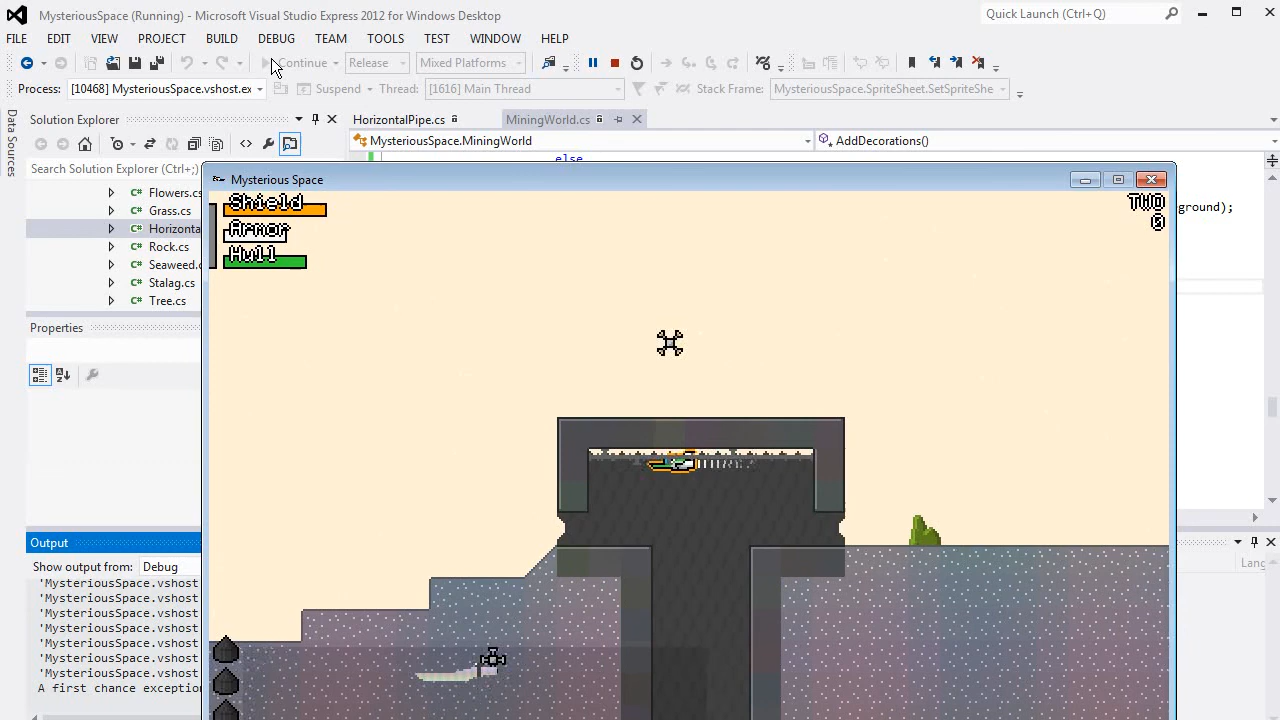 MysteriousSpace (Running) - Microsoft Visual Studio Express 2012 for Windows Desktop
Quick Launch (Ctrl+Q)
FILE EDIT VIEW PROJECT BUILD DEBUG TEAM TOOLS TEST WINDOW HELP
Continue Release Mixed Platforms
Process: [10468] MysteriousSpace.vshost.ex Suspend Thread: [1616] Main Thread Stack Frame: MysteriousSpace.SpriteSheet.SetSpriteShe
Data Sources
Solution Explorer
HorizontalPipe.cs MiningWorld.cs
MysteriousSpace.MiningWorld AddDecorations()
Search Solution Explorer (Ctrl+;)
else
Mysterious Space
Flowers.cs
Grass.cs
Horizonta
Rock.cs
Seaweed.c
Stalag.cs
Tree.cs
Shield
Armor
Hull
TWO
0
ground);
Properties
Output
Show output from: Debug
'MysteriousSpace.vshost
'MysteriousSpace.vshost
'MysteriousSpace.vshost
'MysteriousSpace.vshost
'MysteriousSpace.vshost
'MysteriousSpace.vshost
'MysteriousSpace.vshost
A first chance exception
Lang